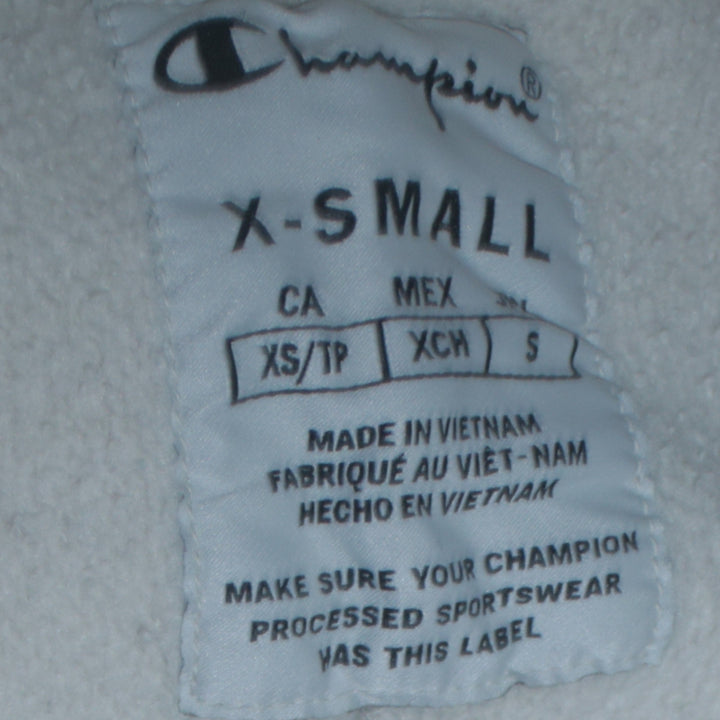 Champion®
X-SMALL
CA MEX
XS/TP XCH S
MADE IN VIETNAM
FABRIQUÉ AU VIÊT-NAM
HECHO EN VIETNAM
MAKE SURE YOUR CHAMPION
PROCESSED SPORTSWEAR
HAS THIS LABEL